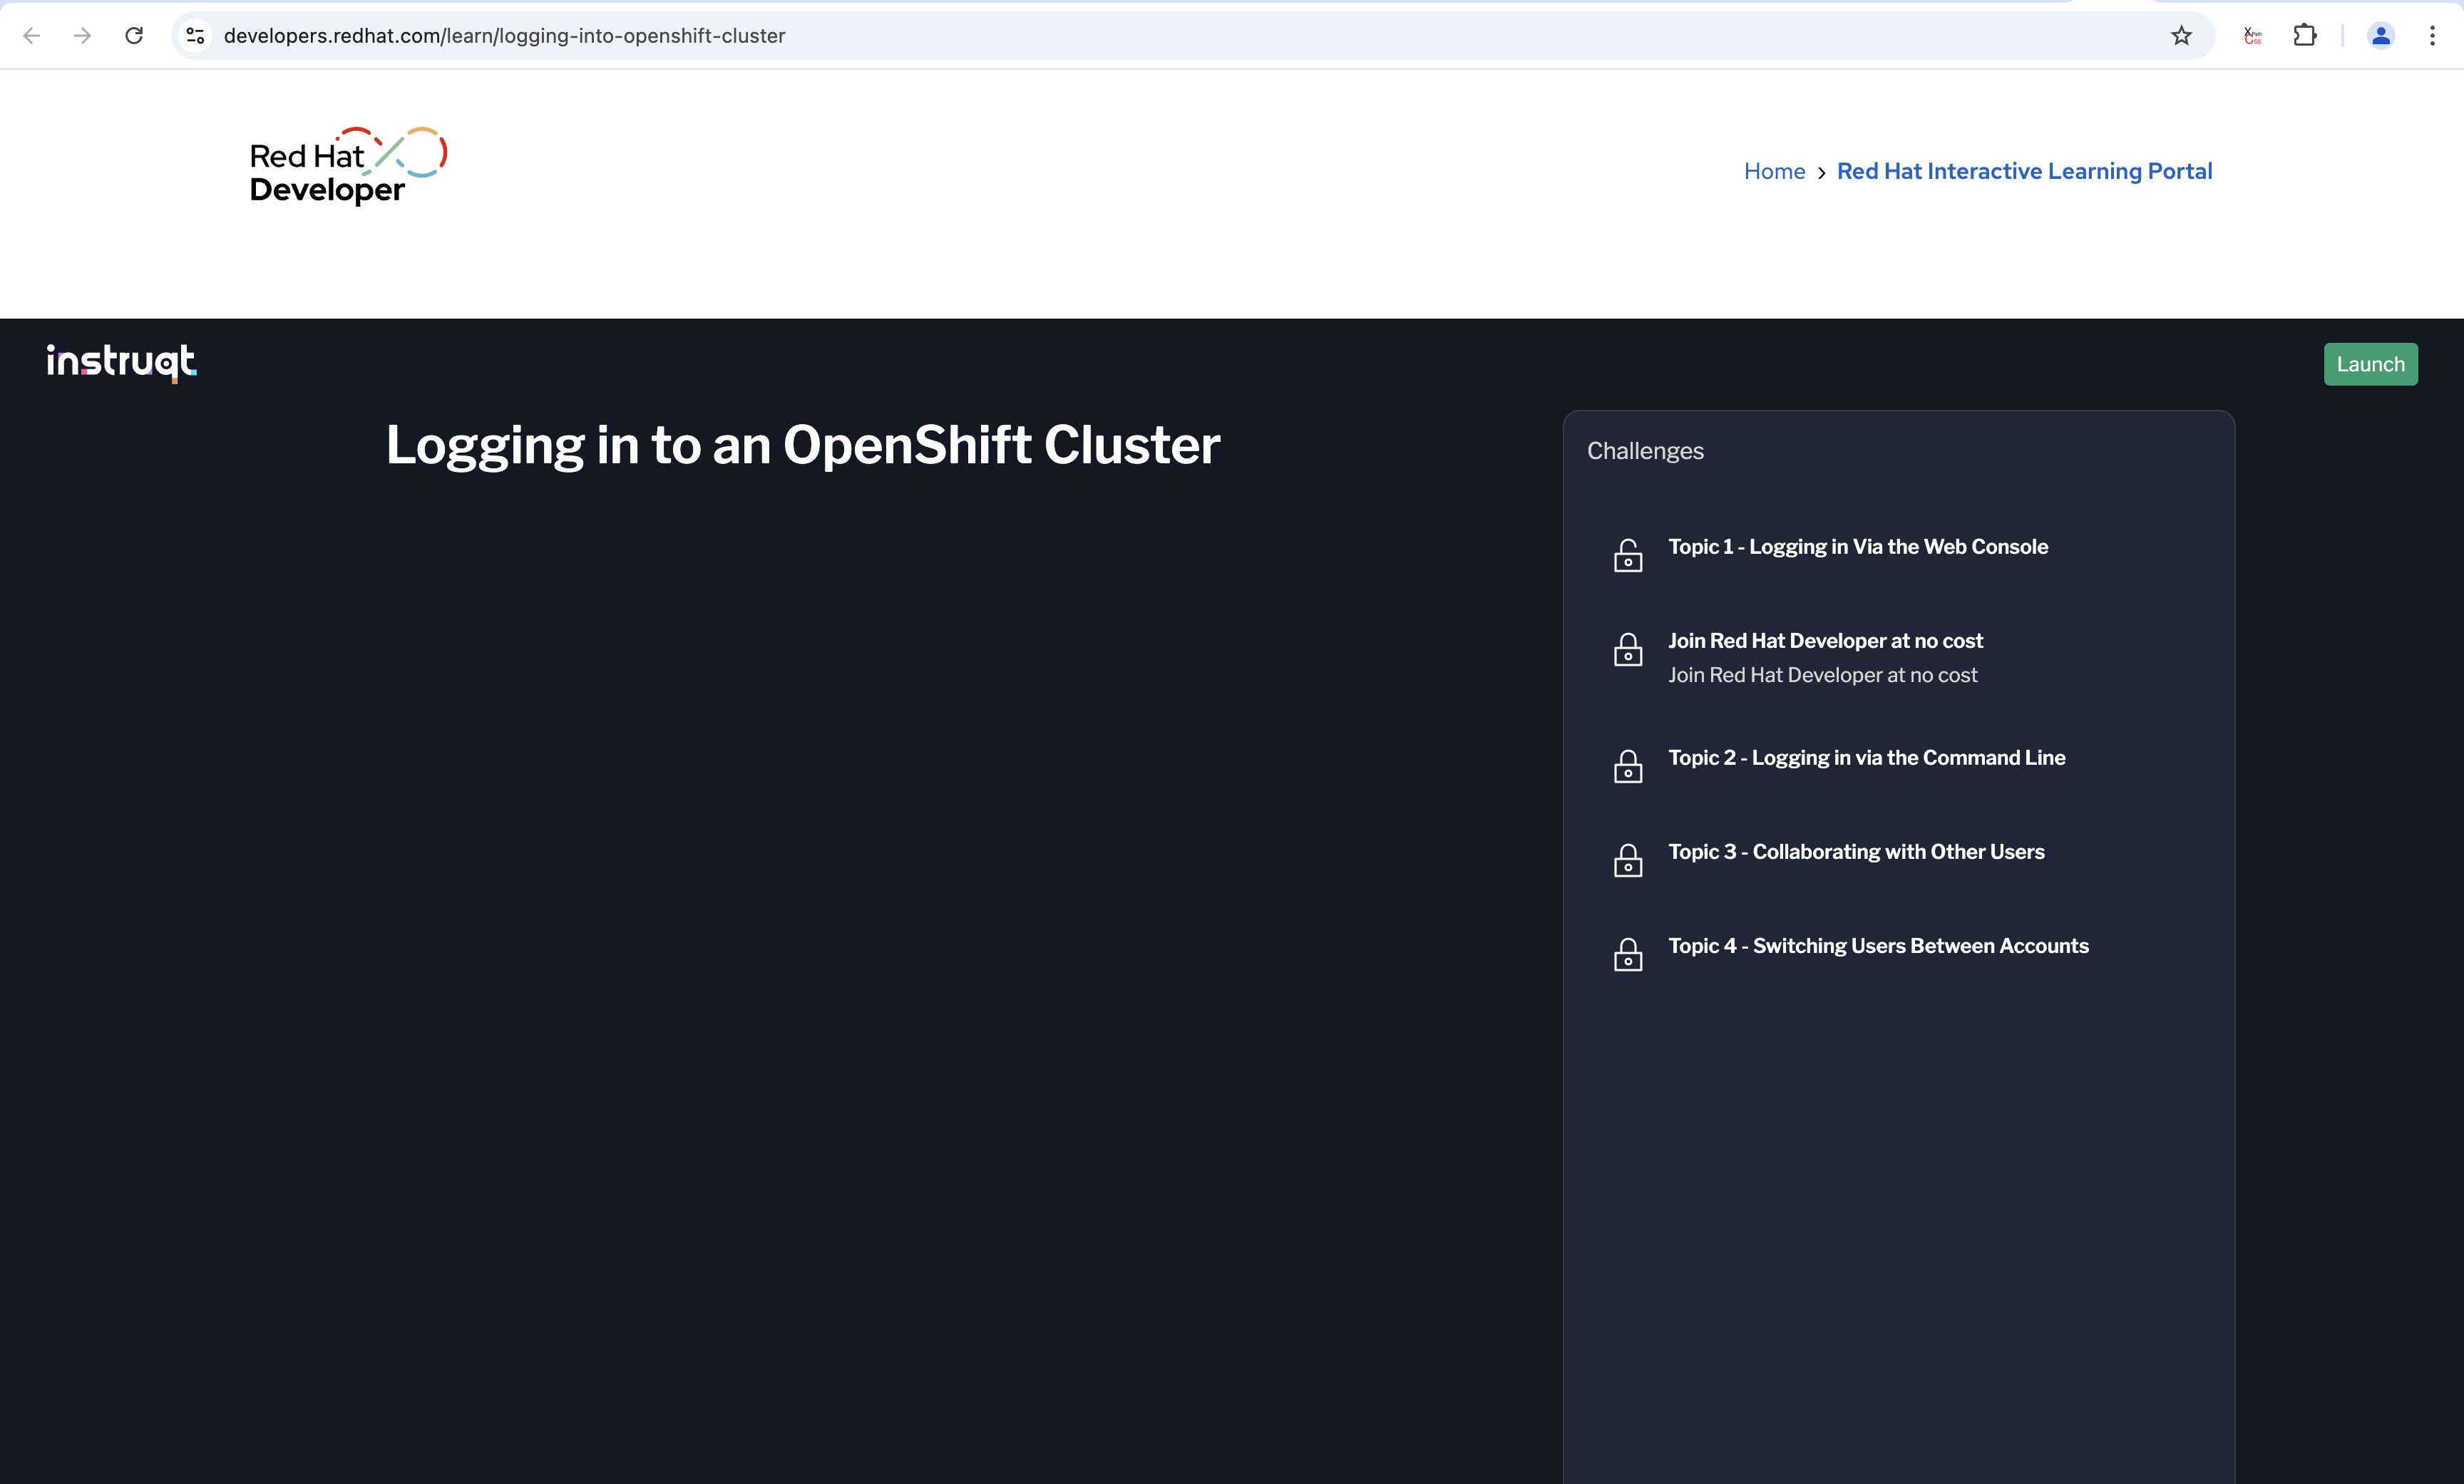 developers.redhat.com/learn/logging-into-openshift-cluster
XPath
Css
Red Hat
Developer
Home > Red Hat Interactive Learning Portal
instruqt
Launch
Logging in to an OpenShift Cluster
Challenges
Topic 1 - Logging in Via the Web Console
Join Red Hat Developer at no cost
Join Red Hat Developer at no cost
Topic 2 - Logging in via the Command Line
Topic 3 - Collaborating with Other Users
Topic 4 - Switching Users Between Accounts